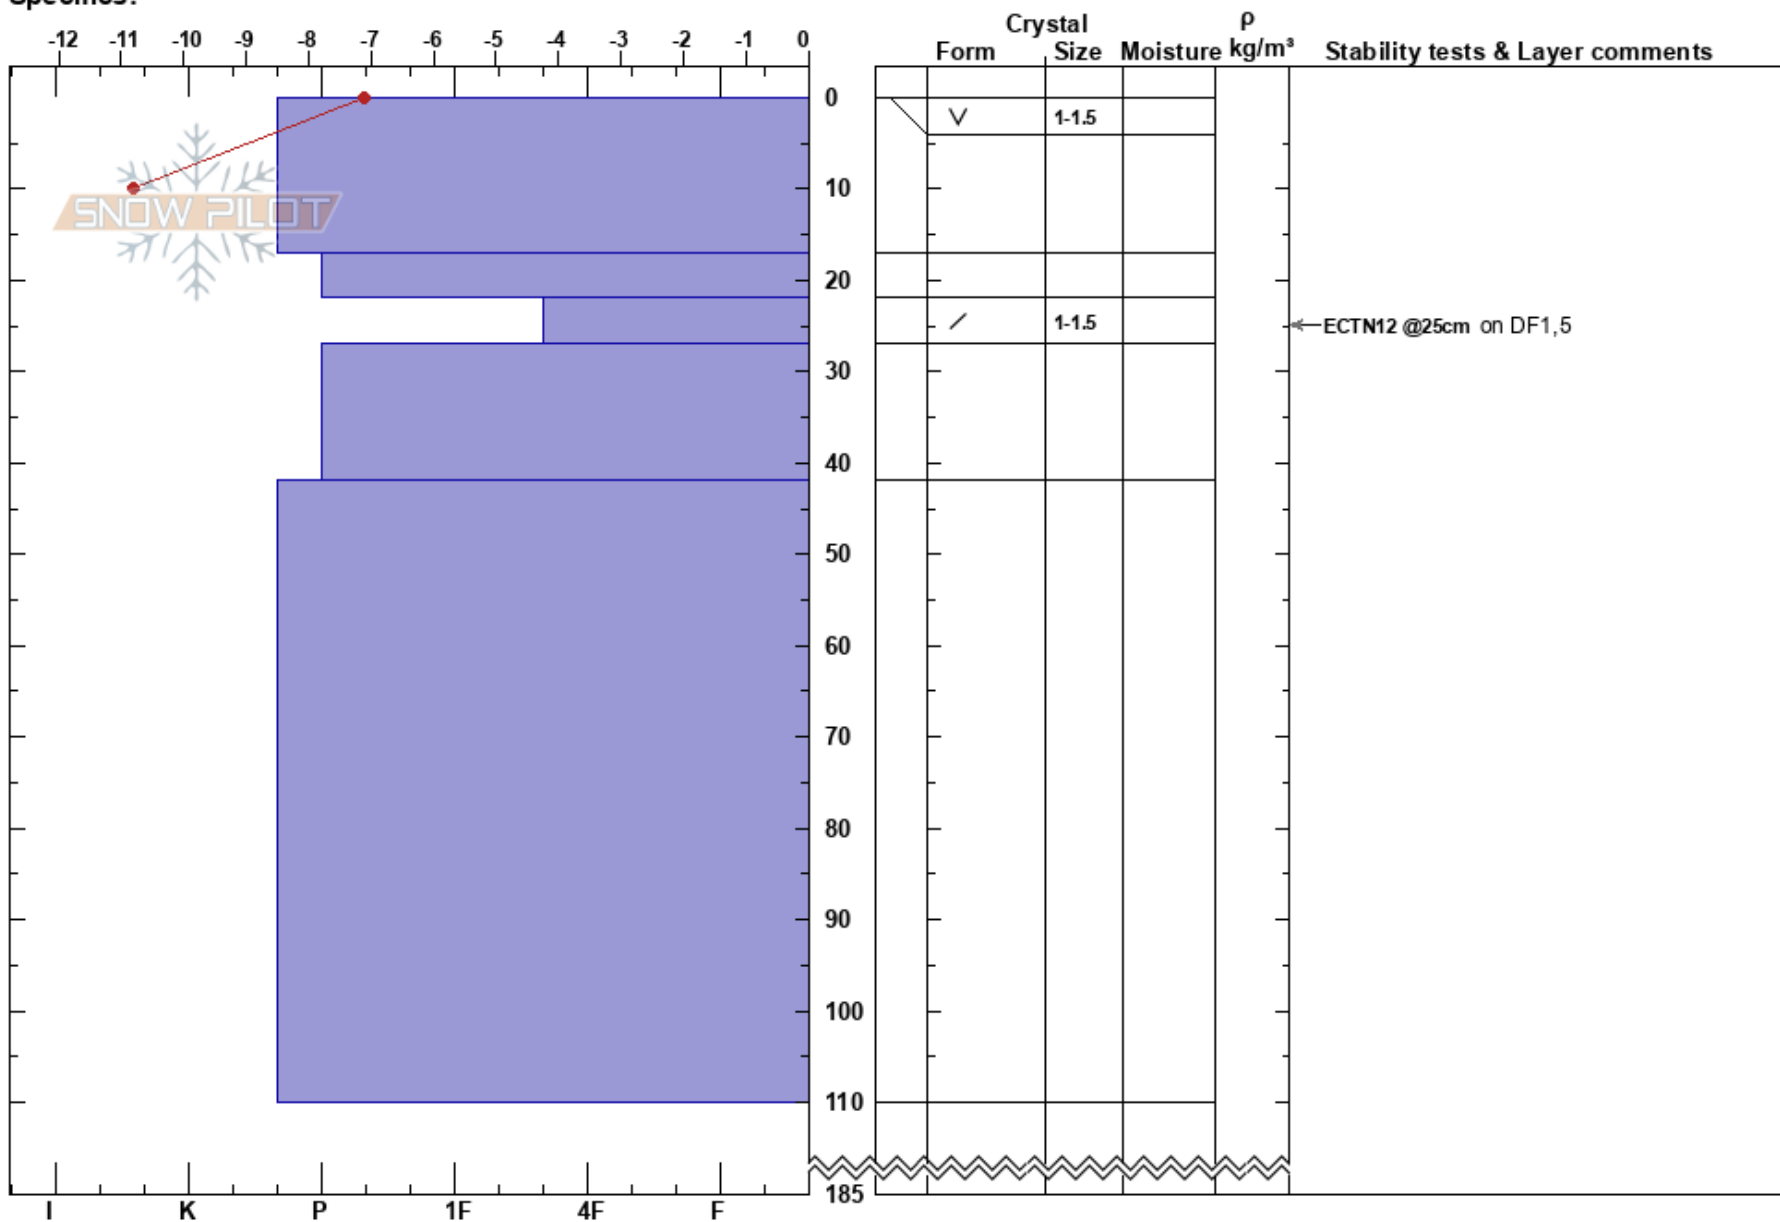 Crystal ρ
-12 -11 -10 -9 -8 -7 -6 -5 -4 -3 -2 -1 0 Form Size Moisture kg/m³ Stability tests & Layer comments
0 1-1.5
SNOW PILOT
10
20
1-1.5 ECTN12 @25cm on DF1,5
30
40
50
60
70
80
90
100
110
185
I K P 1F 4F F